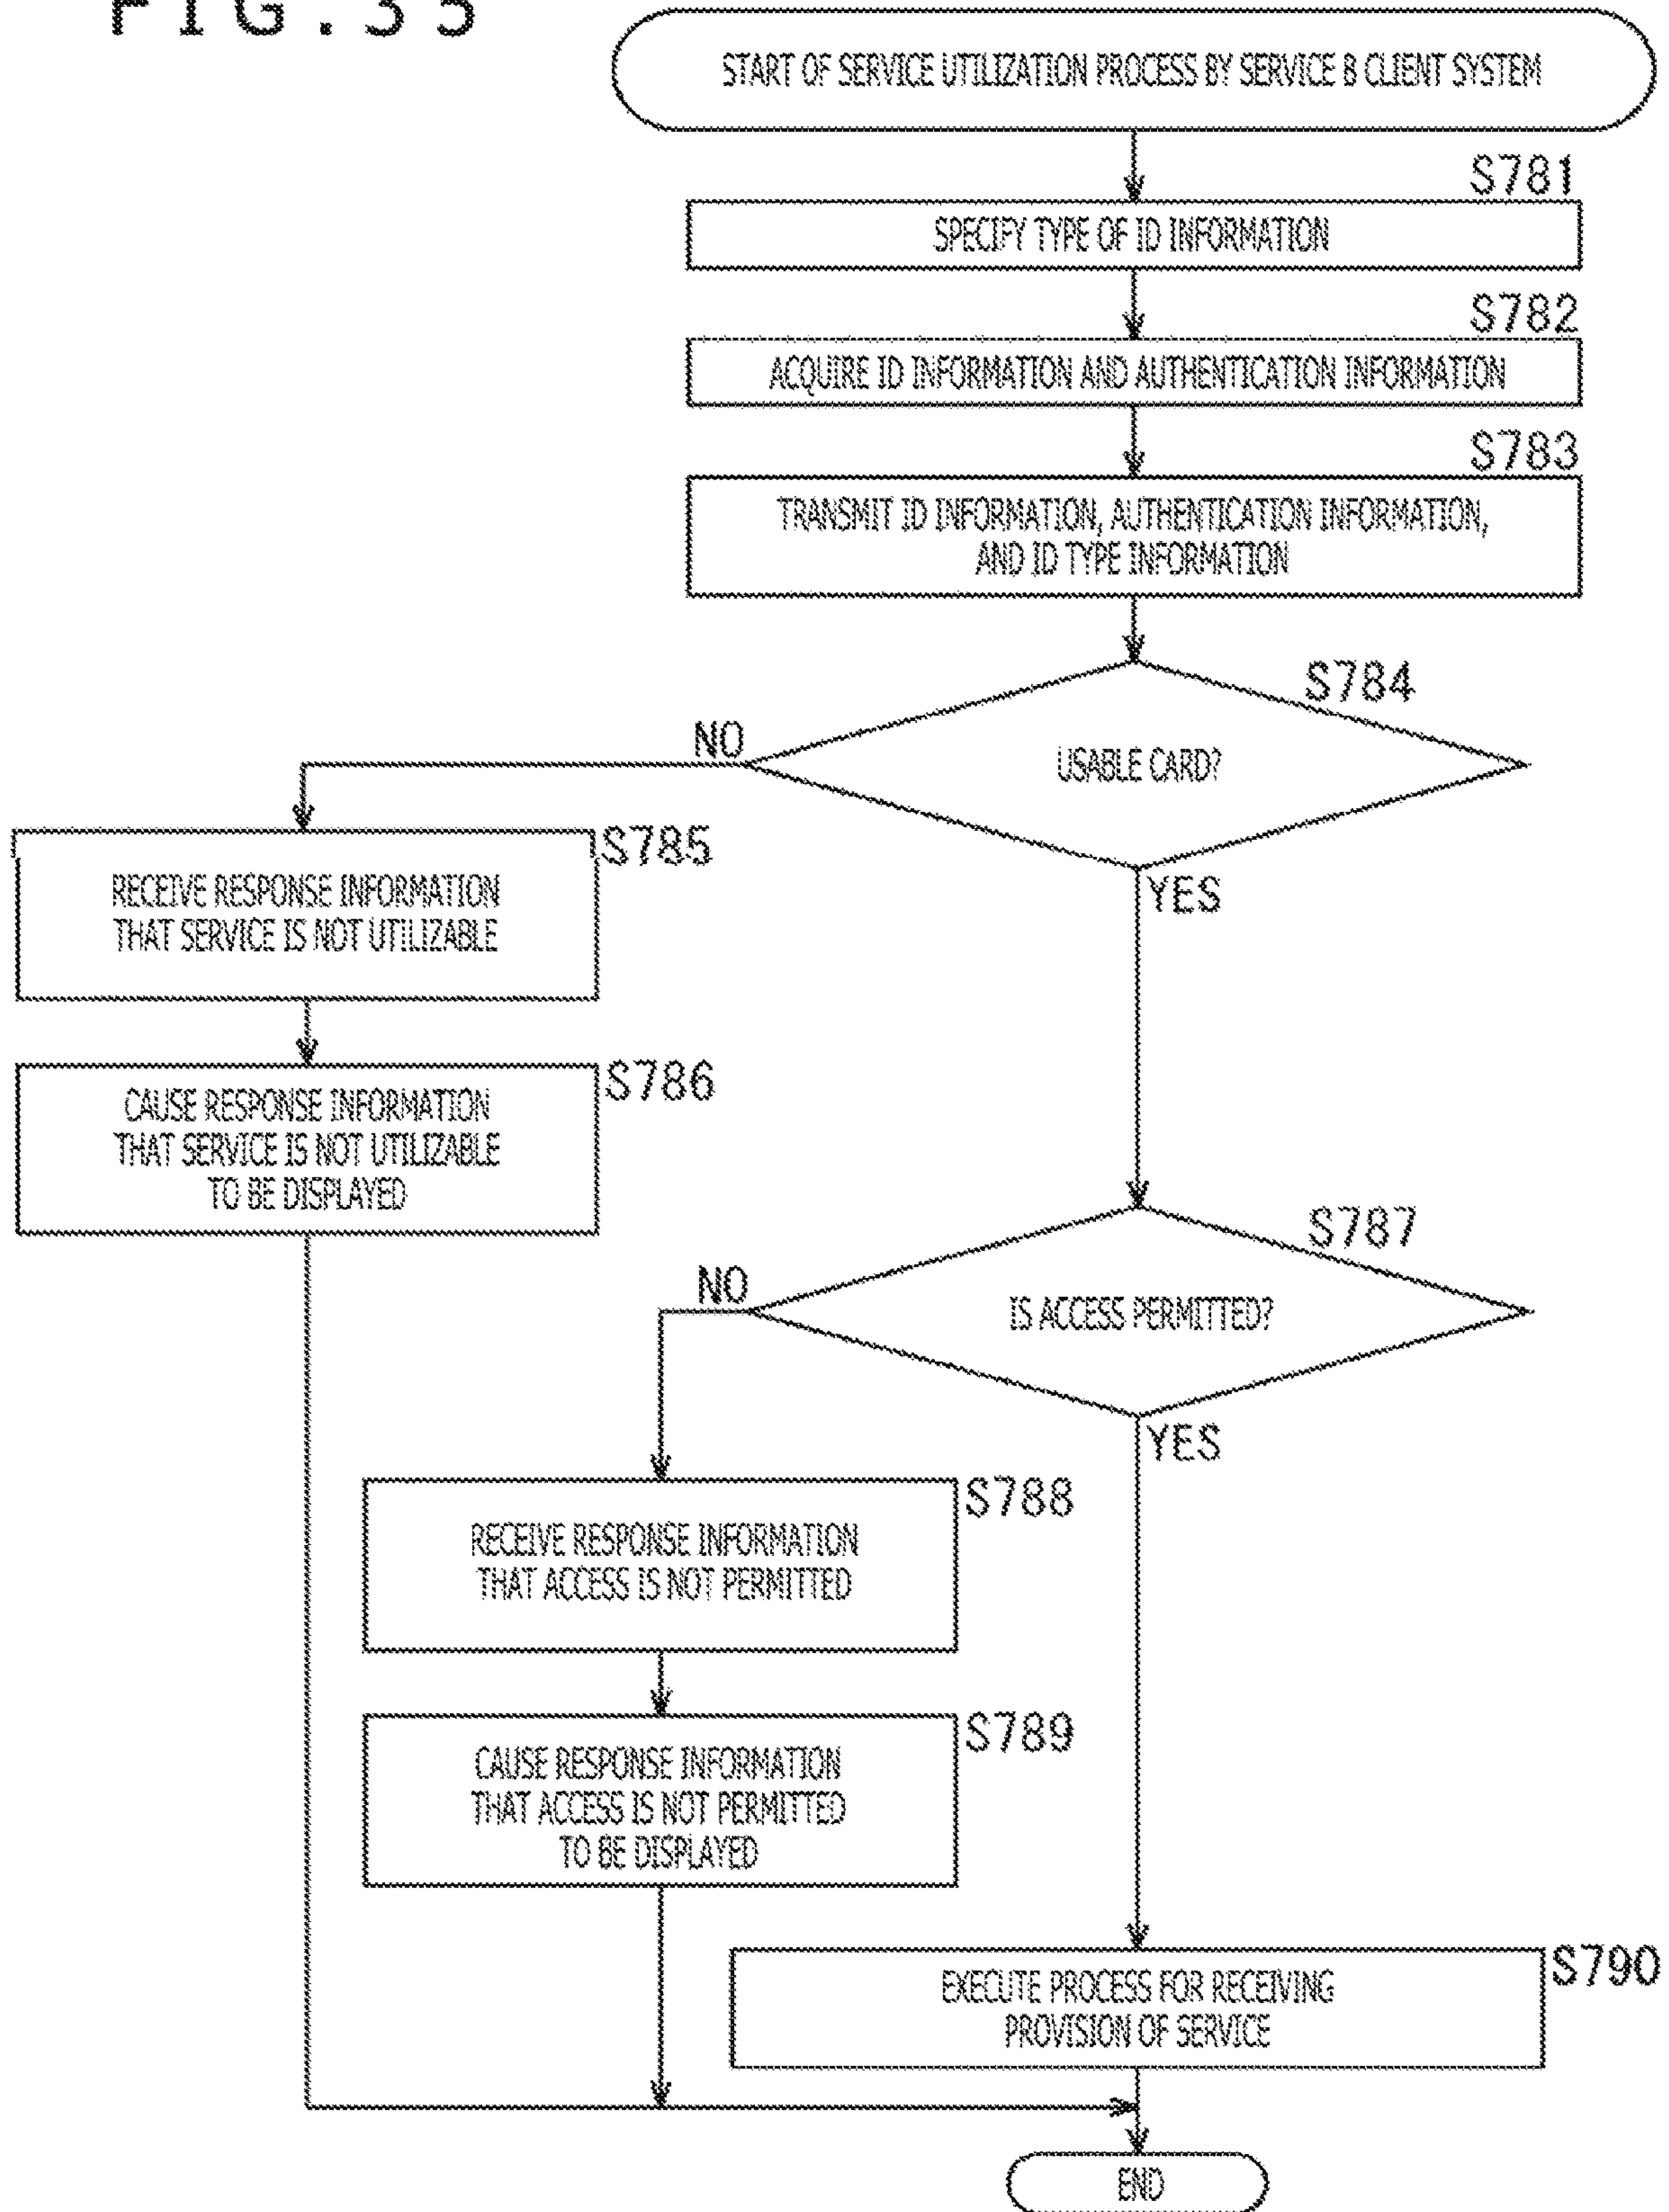 FIG.35
START OF SERVICE UTILIZATION PROCESS BY SERVICE B CLIENT SYSTEM
S781
SPECIFY TYPE OF ID INFORMATION
S782
ACQUIRE ID INFORMATION AND AUTHENTICATION INFORMATION
S783
TRANSMIT ID INFORMATION, AUTHENTICATION INFORMATION,
AND ID TYPE INFORMATION
S784
NO
USABLE CARD?
YES
S785
RECEIVE RESPONSE INFORMATION
THAT SERVICE IS NOT UTILIZABLE
S786
CAUSE RESPONSE INFORMATION
THAT SERVICE IS NOT UTILIZABLE
TO BE DISPLAYED
S787
NO
IS ACCESS PERMITTED?
YES
S788
RECEIVE RESPONSE INFORMATION
THAT ACCESS IS NOT PERMITTED
S789
CAUSE RESPONSE INFORMATION
THAT ACCESS IS NOT PERMITTED
TO BE DISPLAYED
S790
EXECUTE PROCESS FOR RECEIVING
PROVISION OF SERVICE
END